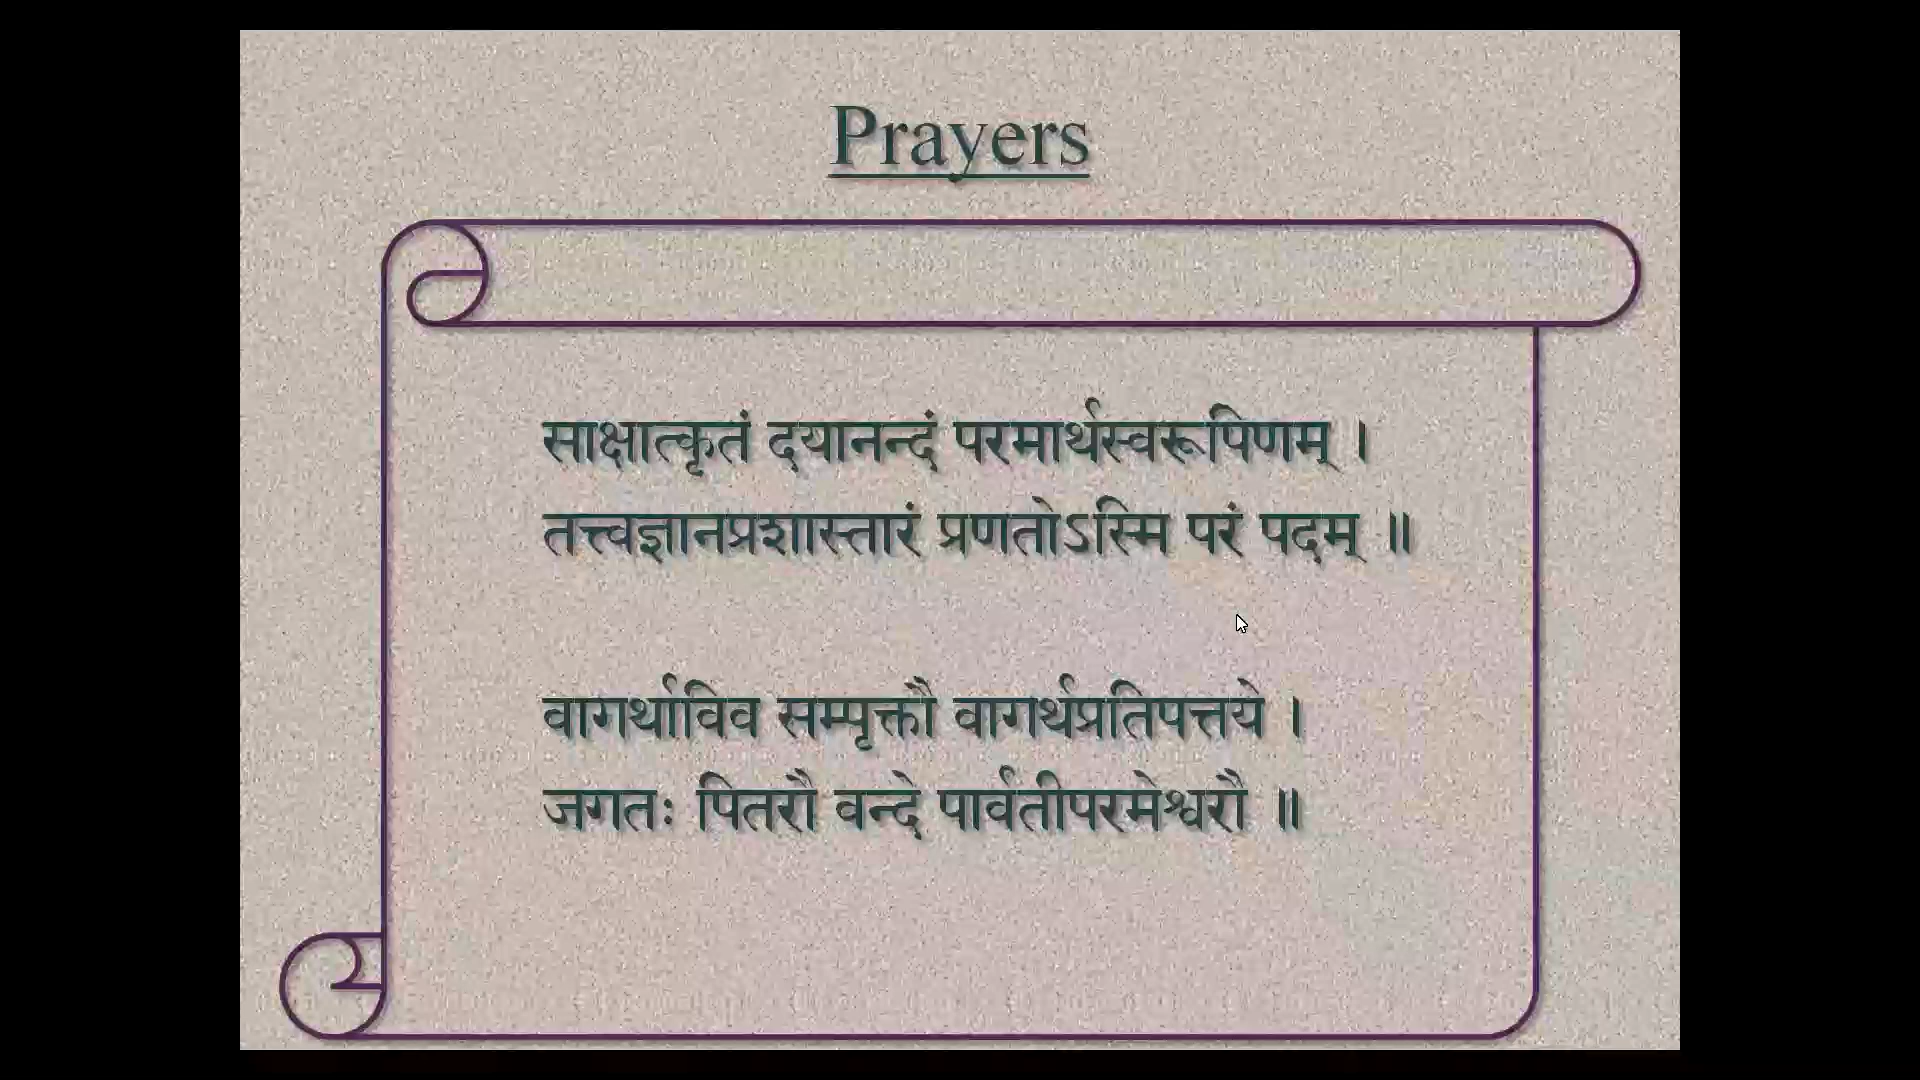 Prayers
साक्षात्कृतं दयानन्दं परमार्थस्वरूपिणम् ।
तत्त्वज्ञानप्रशास्तारं प्रणतोऽस्मि परं पदम् ॥
वागर्थाविव सम्पृक्तौ वागर्थप्रतिपत्तये ।
जगतः पितरौ वन्दे पार्वतीपरमेश्वरौ ॥